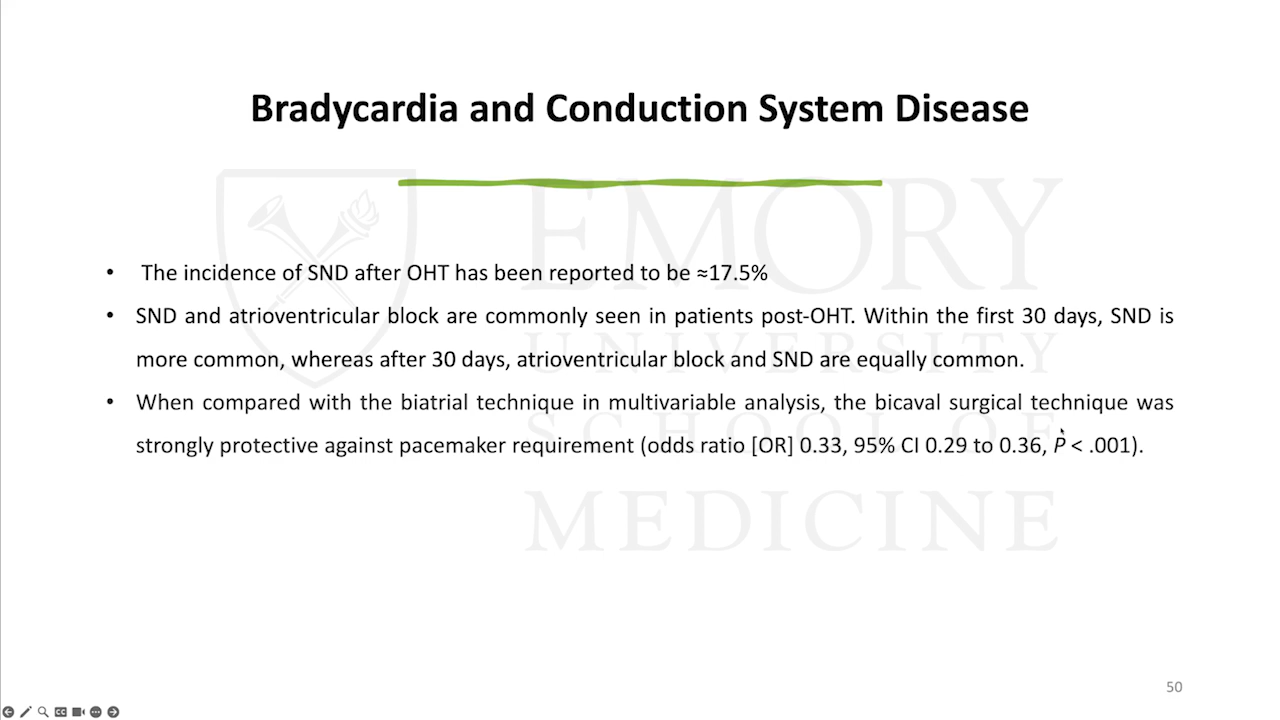 Bradycardia and Conduction System Disease
• The incidence of SND after OHT has been reported to be ≈17.5%
• SND and atrioventricular block are commonly seen in patients post-OHT. Within the first 30 days, SND is
more common, whereas after 30 days, atrioventricular block and SND are equally common.
• When compared with the biatrial technique in multivariable analysis, the bicaval surgical technique was
strongly protective against pacemaker requirement (odds ratio [OR] 0.33, 95% CI 0.29 to 0.36, P < .001).
EMORY
UNIVERSITY
SCHOOL OF
MEDICINE
50
CC